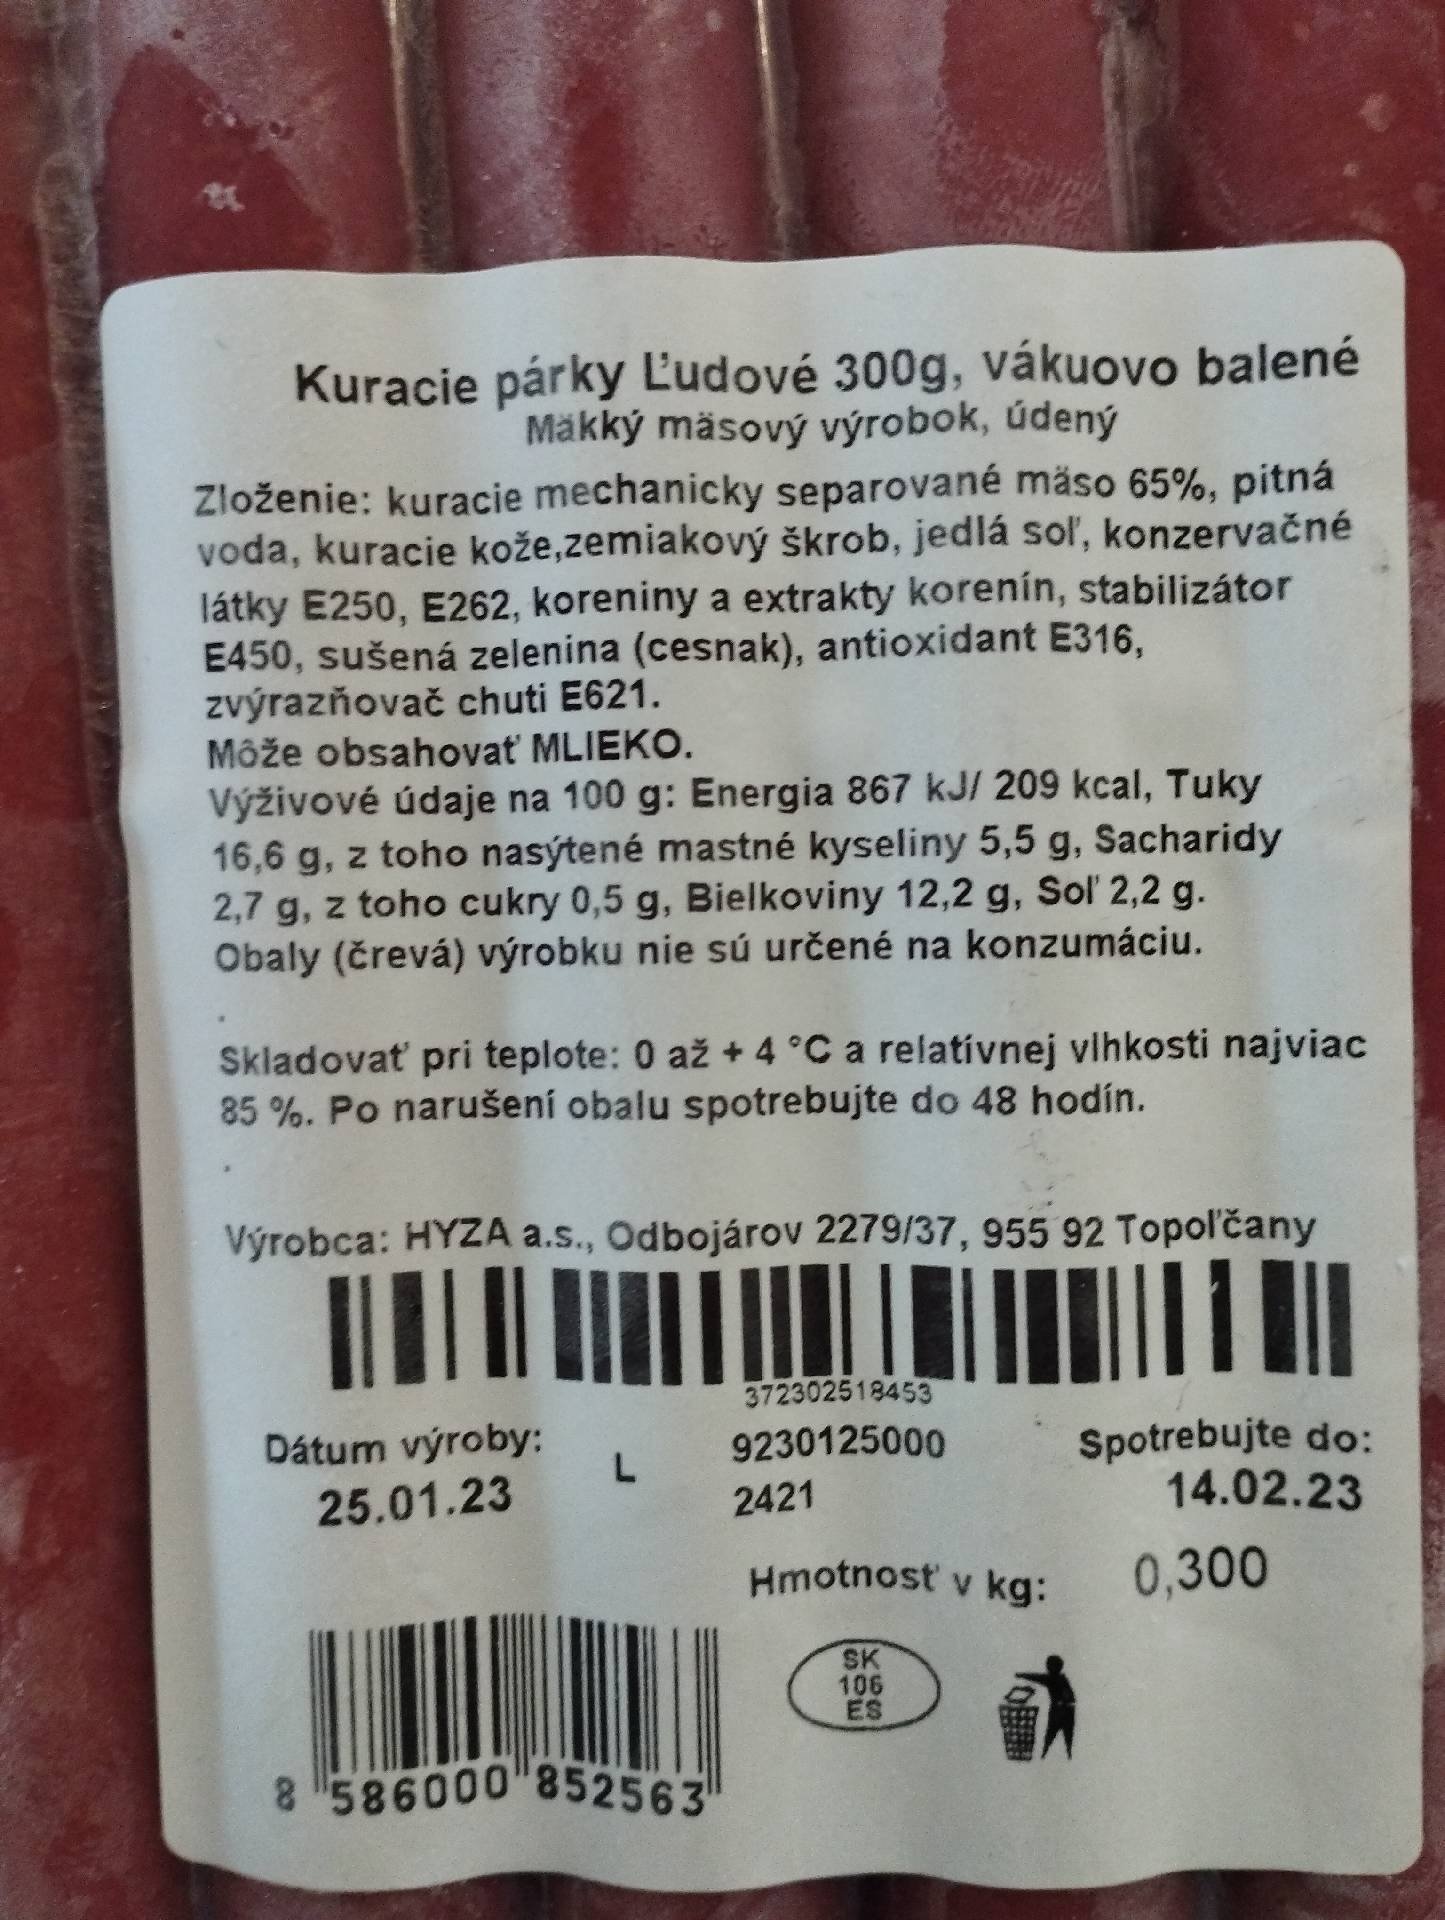 Kuracie párky Ľudové 300g, vákuovo balené
Mäkký mäsový výrobok, údený
Zloženie: kuracie mechanicky separované mäso 65%, pitná
voda, kuracie kože,zemiakový škrob, jedlá soľ, konzervačné
látky E250, E262, koreniny a extrakty korenín, stabilizátor
E450, sušená zelenina (cesnak), antioxidant E316,
zvýrazňovač chuti E621.
Môže obsahovať MLIEKO.
Výživové údaje na 100 g: Energia 867 kJ/ 209 kcal, Tuky
16,6 g, z toho nasýtené mastné kyseliny 5,5 g, Sacharidy
2,7 g, z toho cukry 0,5 g, Bielkoviny 12,2 g, Soľ 2,2 g.
Obaly (črevá) výrobku nie sú určené na konzumáciu.
.
Skladovať pri teplote: 0 až + 4 °C a relatívnej vlhkosti najviac
85 %. Po narušení obalu spotrebujte do 48 hodín.
.
Výrobca: HYZA a.s., Odbojárov 2279/37, 955 92 Topoľčany
372302518453
Dátum výroby: L 9230125000 Spotrebujte do:
25.01.23 2421 14.02.23
Hmotnosť v kg: 0,300
SK
106
ES
8 586000 852563